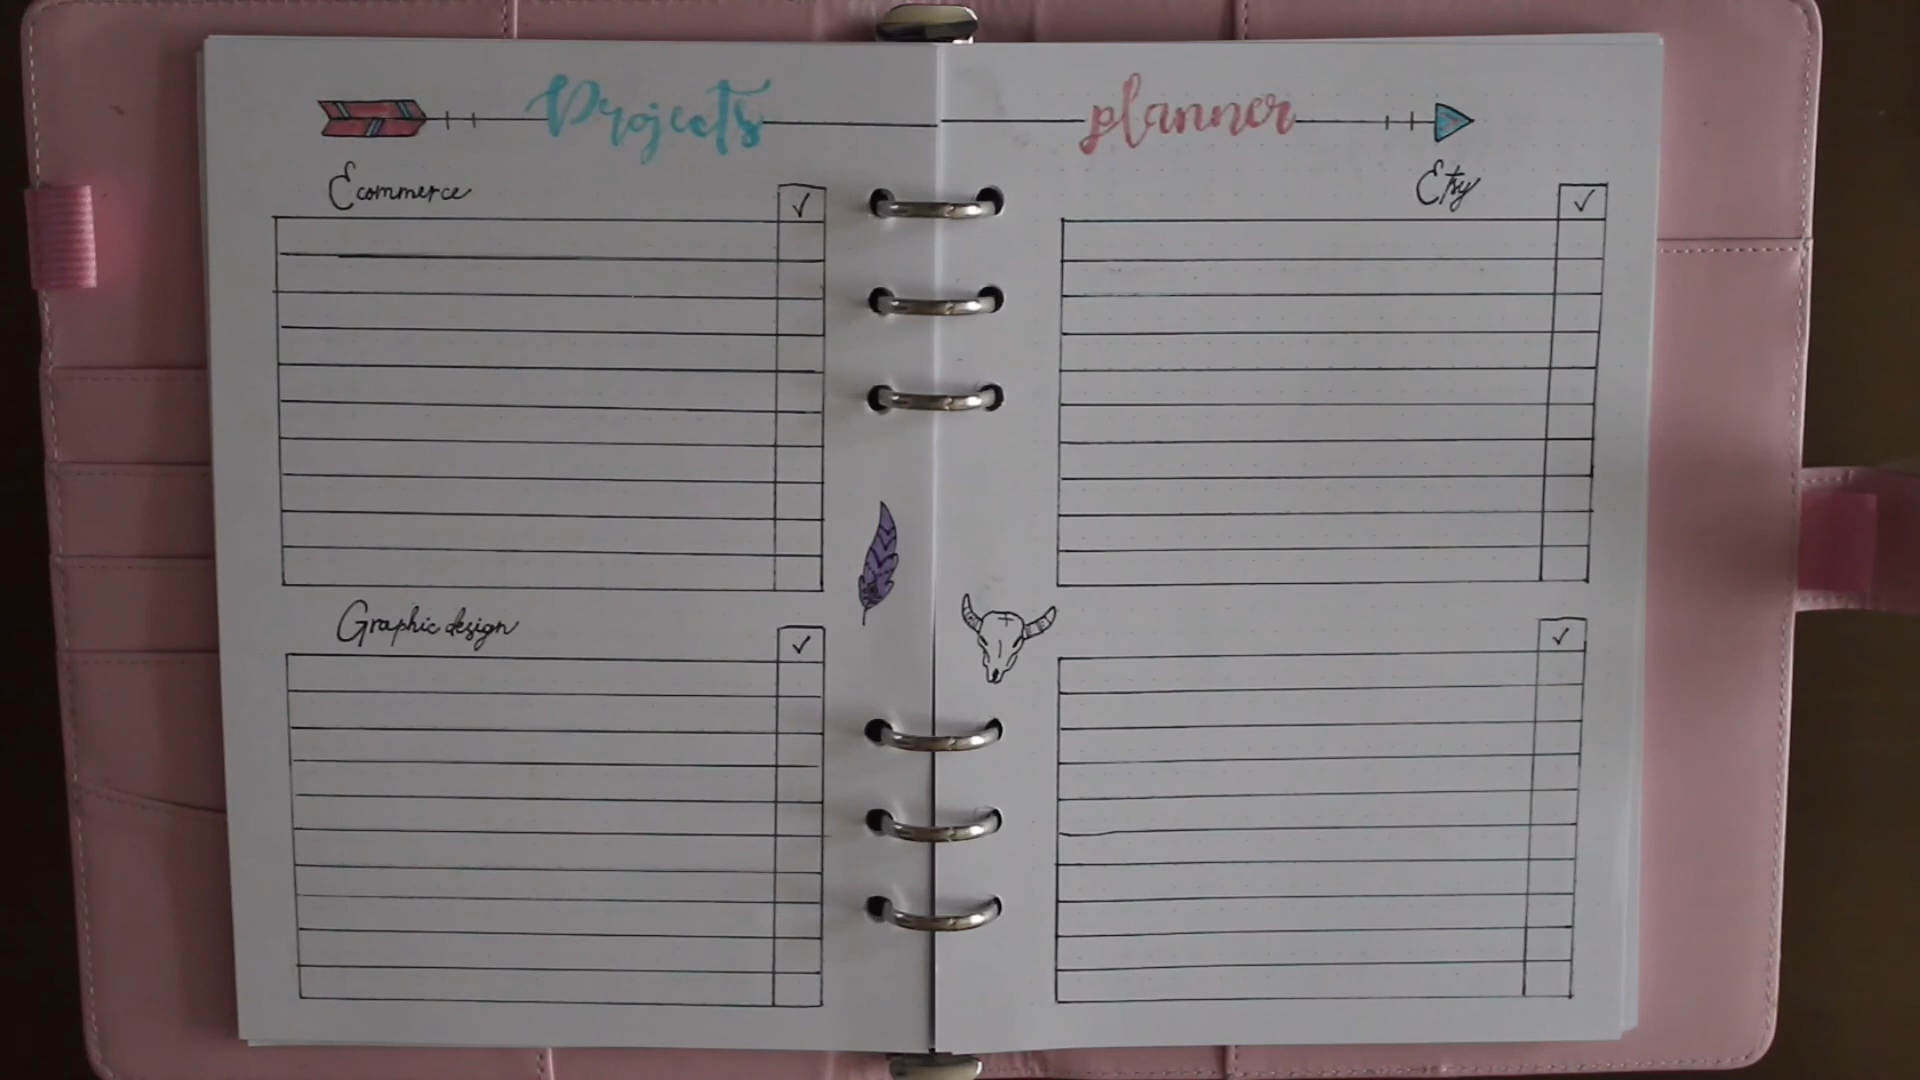 Projects planner
Ecommerce
✓
Etsy
✓
Graphic design
✓
✓